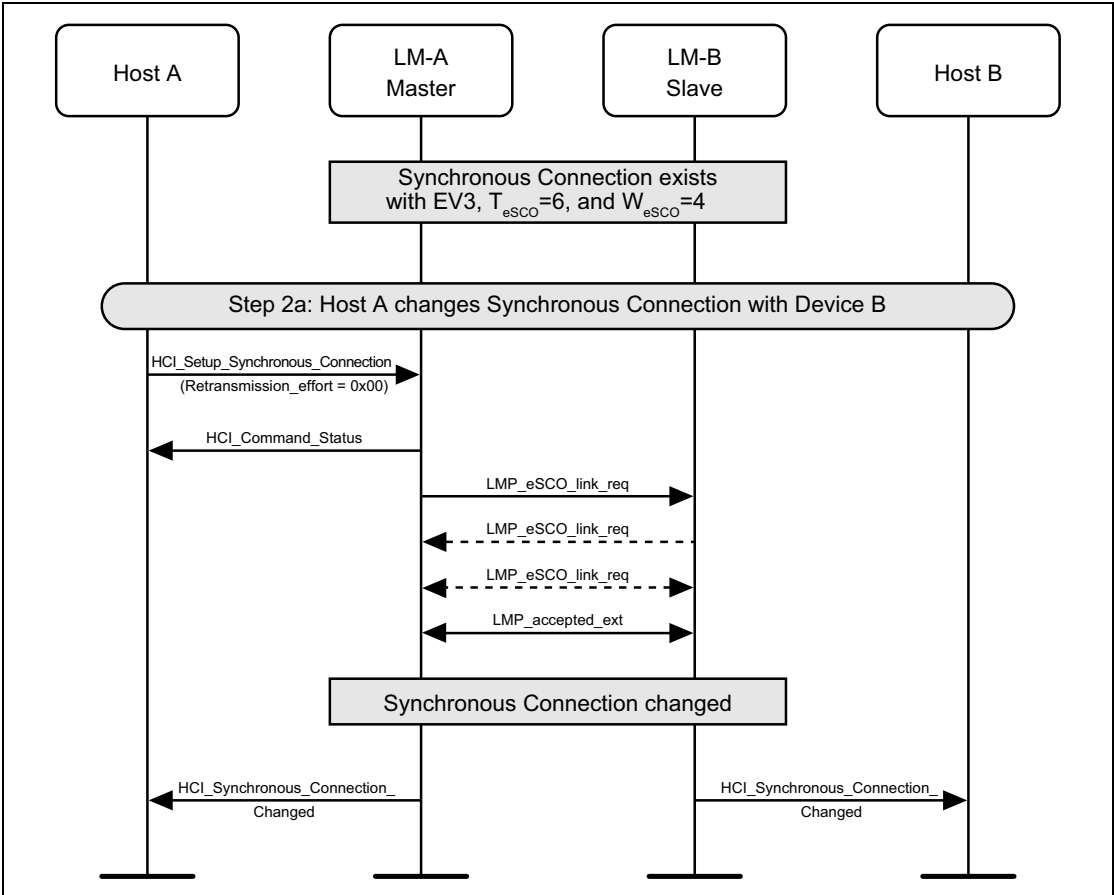 Host A
LM-A
Master
LM-B
Slave
Host B
Synchronous Connection exists
with EV3, TeSCO=6, and WeSCO=4
Step 2a: Host A changes Synchronous Connection with Device B
HCI_Setup_Synchronous_Connection
(Retransmission_effort = 0x00)
HCI_Command_Status
LMP_eSCO_link_req
LMP_eSCO_link_req
LMP_eSCO_link_req
LMP_accepted_ext
Synchronous Connection changed
HCI_Synchronous_Connection_
Changed
HCI_Synchronous_Connection_
Changed